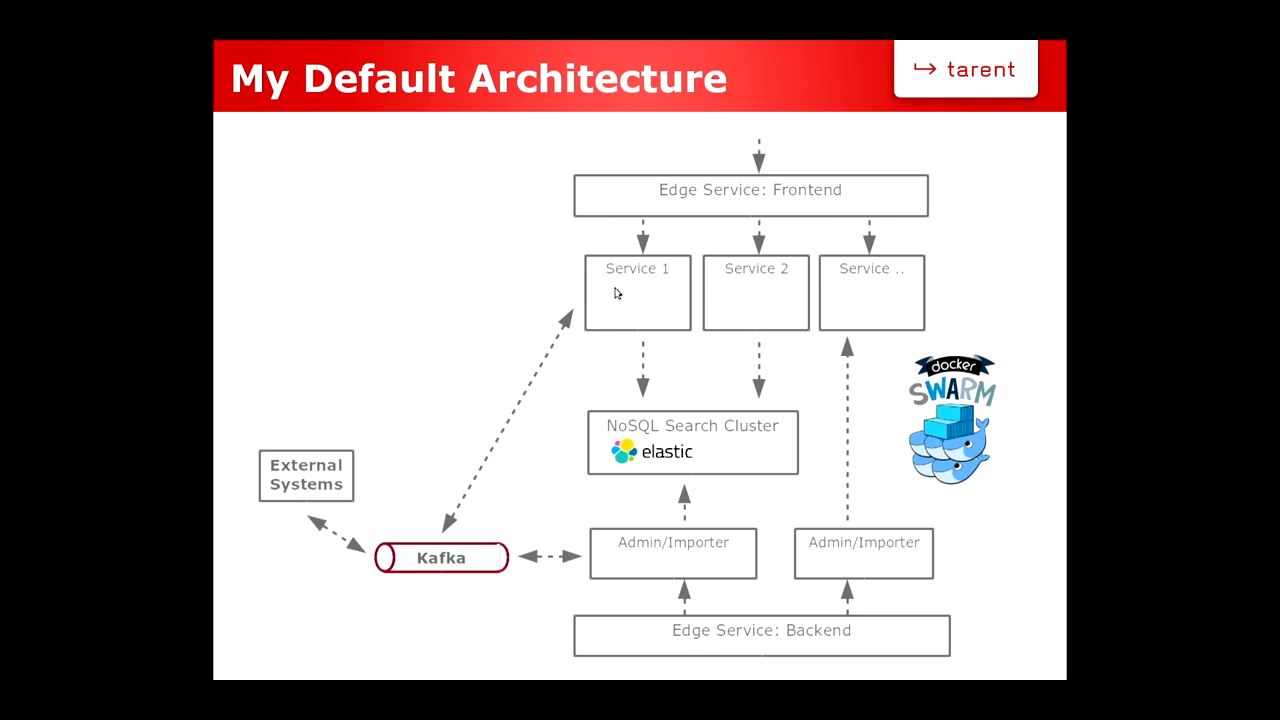 My Default Architecture
↪ tarent
Edge Service: Frontend
Service 1
Service 2
Service ..
docker
SWARM
NoSQL Search Cluster
elastic
External
Systems
Kafka
Admin/Importer
Admin/Importer
Edge Service: Backend